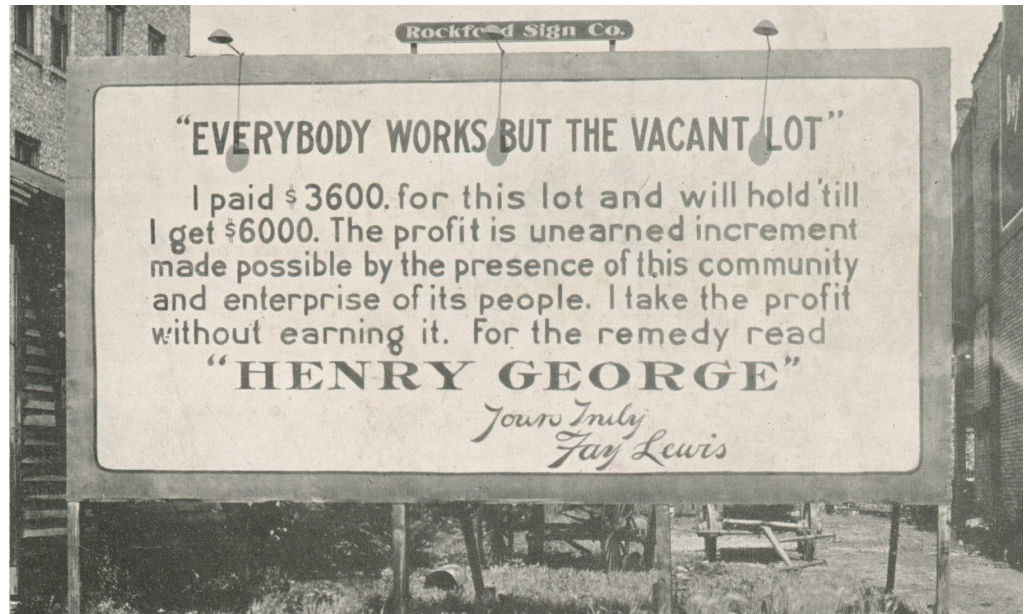 Rockford Sign Co.
"EVERYBODY WORKS BUT THE VACANT LOT"
I paid $3600. for this lot and will hold 'till
I get $6000. The profit is unearned increment
made possible by the presence of this community
and enterprise of its people. I take the profit
without earning it. For the remedy read
"HENRY GEORGE"
Yours Truly
Fay Lewis